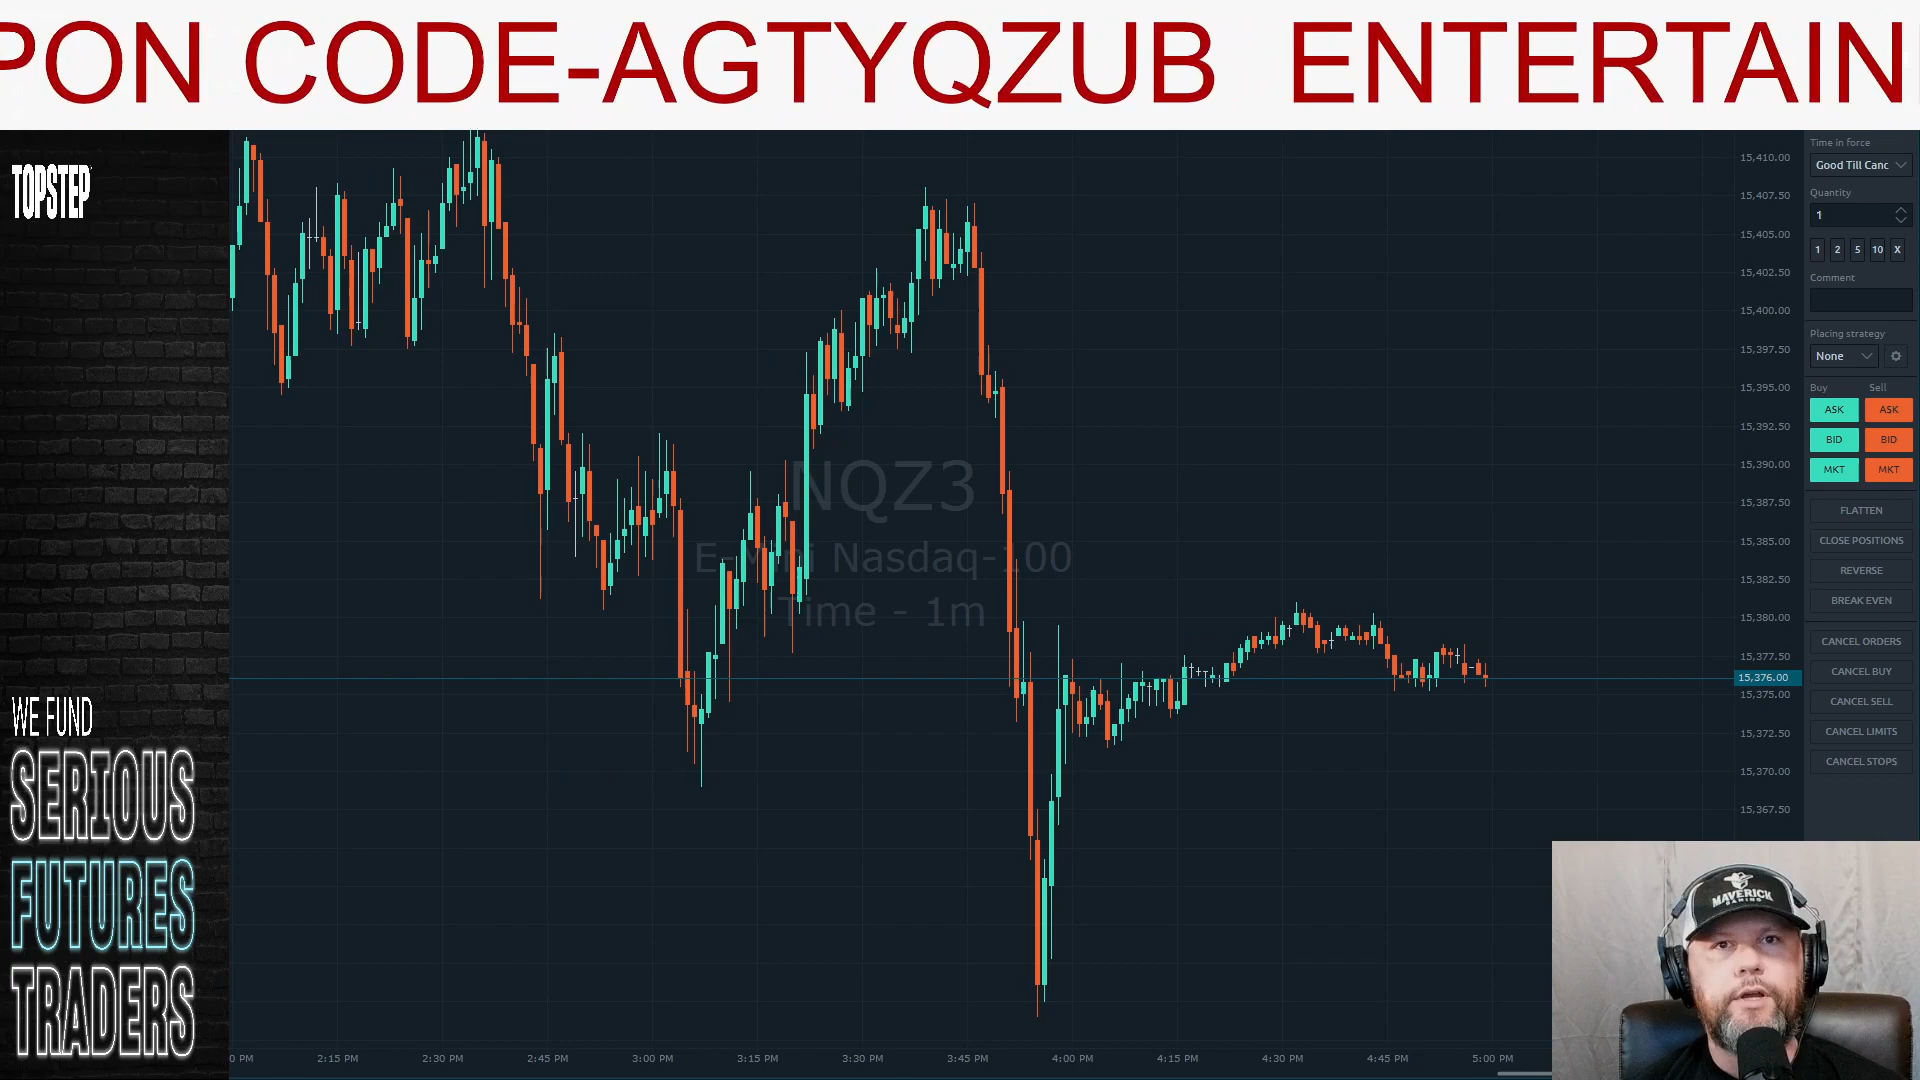 PON CODE-AGTYQZUB ENTERTAIN
TOPSTEP
WE FUND
SERIOUS
FUTURES
TRADERS
NQZ3
E-Mini Nasdaq-100
Time - 1m
15,410.00
15,407.50
15,405.00
15,402.50
15,400.00
15,397.50
15,395.00
15,392.50
15,390.00
15,387.50
15,385.00
15,382.50
15,380.00
15,377.50
15,376.00
15,375.00
15,372.50
15,370.00
15,367.50
0 PM 2:15 PM 2:30 PM 2:45 PM 3:00 PM 3:15 PM 3:30 PM 3:45 PM 4:00 PM 4:15 PM 4:30 PM 4:45 PM 5:00 PM
Time in force
Good Till Canc
Quantity
1
1 2 5 10 X
Comment
Placing strategy
None
Buy Sell
ASK ASK
BID BID
MKT MKT
FLATTEN
CLOSE POSITIONS
REVERSE
BREAK EVEN
CANCEL ORDERS
CANCEL BUY
CANCEL SELL
CANCEL LIMITS
CANCEL STOPS
MAVERICK